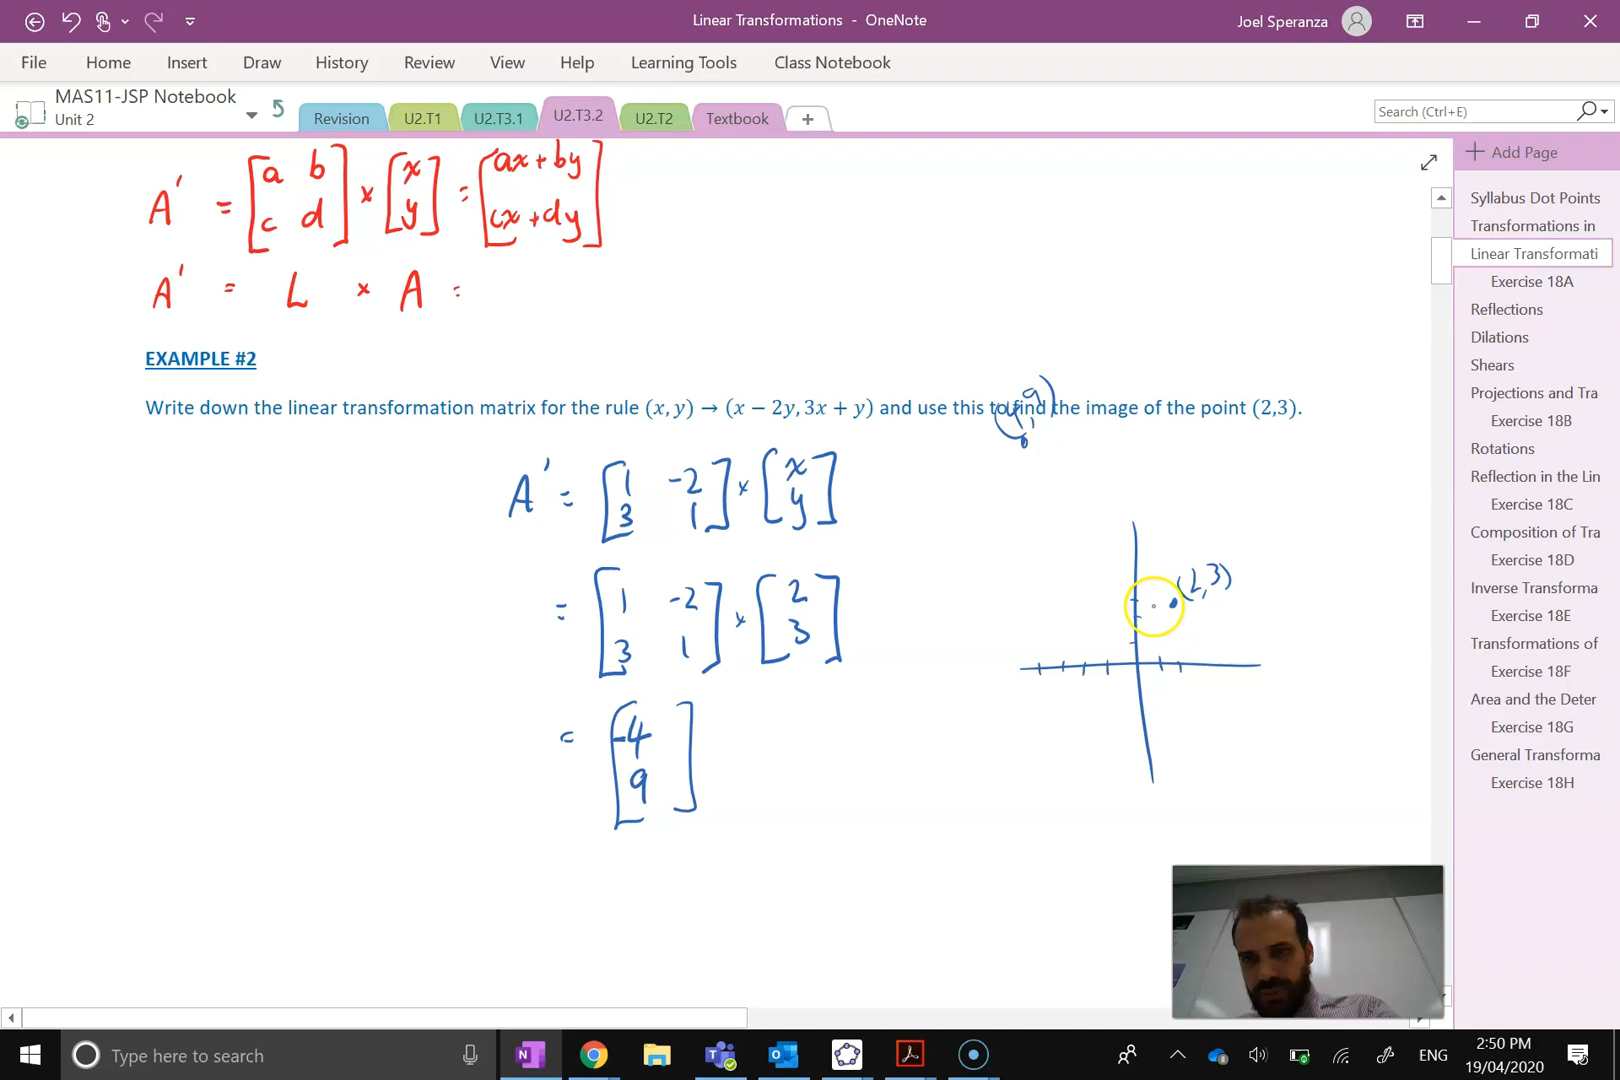 Linear Transformations - OneNote
Joel Speranza
File Home Insert Draw History Review View Help Learning Tools Class Notebook
MAS11-JSP Notebook
Unit 2
Revision U2.T1 U2.T3.1 U2.T3.2 U2.T2 Textbook +
Search (Ctrl+E)
Add Page
Syllabus Dot Points
Transformations in
Linear Transformati
Exercise 18A
Reflections
Dilations
Shears
Projections and Tra
Exercise 18B
Rotations
Reflection in the Lin
Exercise 18C
Composition of Tra
Exercise 18D
Inverse Transforma
Exercise 18E
Transformations of
Exercise 18F
Area and the Deter
Exercise 18G
General Transforma
Exercise 18H
A' = [a b] × [x] = [ax + by]
[c d] [y] [cx + dy]
A' = L × A =
EXAMPLE #2
Write down the linear transformation matrix for the rule (x, y) → (x − 2y, 3x + y) and use this to find the image of the point (2,3).
A' = [1 -2] × [x]
[3 1] [y]
= [1 -2] × [2]
[3 1] [3]
= [-4]
[9]
(2,3)
Type here to search
ENG
2:50 PM
19/04/2020